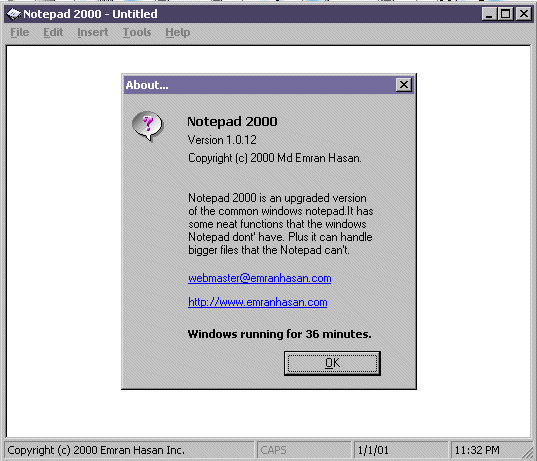 Notepad 2000 - Untitled
File Edit Insert Tools Help
About...
?
Notepad 2000
Version 1.0.12
Copyright (c) 2000 Md Emran Hasan.
Notepad 2000 is an upgraded version
of the common windows notepad.It has
some neat functions that the windows
Notepad dont' have. Plus it can handle
bigger files that the Notepad can't.
webmaster@emranhasan.com
http://www.emranhasan.com
Windows running for 36 minutes.
OK
Copyright (c) 2000 Emran Hasan Inc. CAPS 1/1/01 11:32 PM